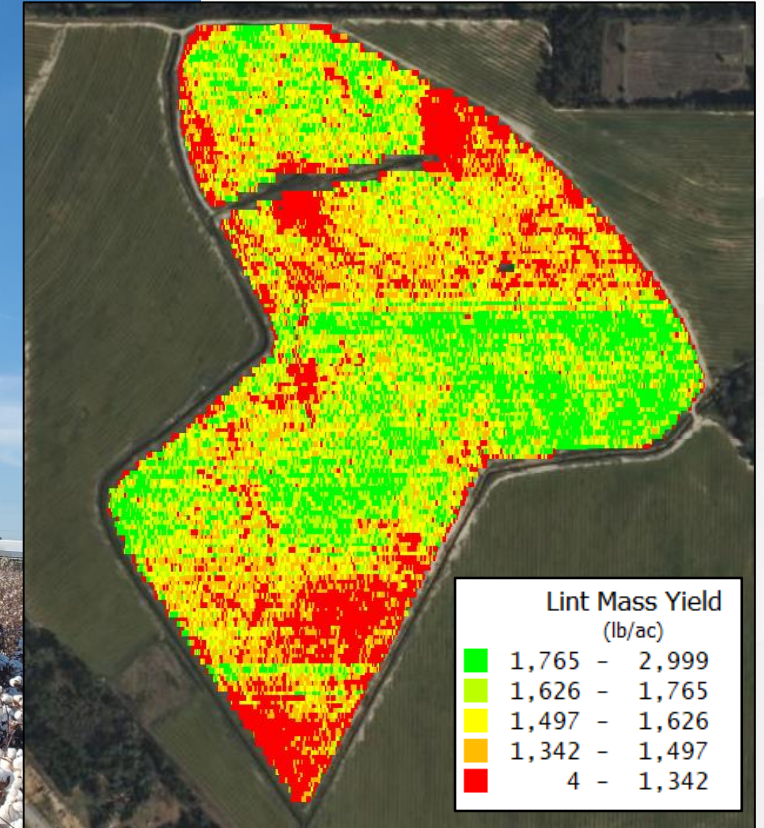 Lint Mass Yield
(lb/ac)
1,765 - 2,999
1,626 - 1,765
1,497 - 1,626
1,342 - 1,497
4 - 1,342